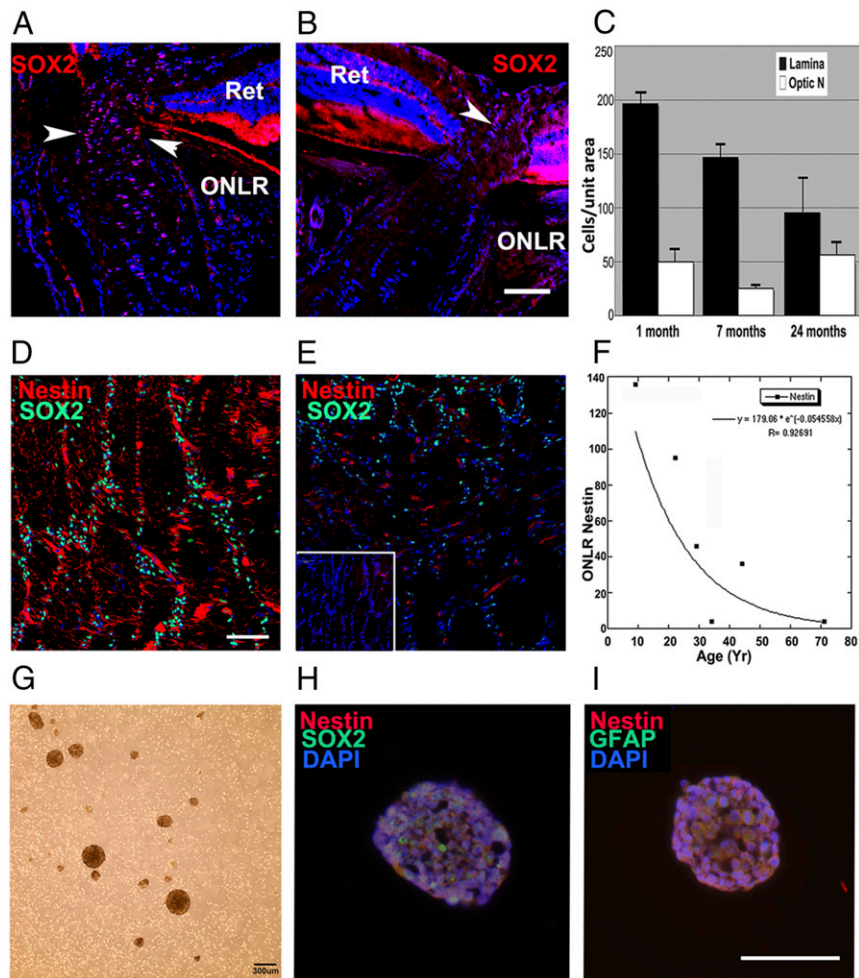 A
SOX2
Ret
ONLR
B
SOX2
Ret
ONLR
C
250
200
150
100
50
0
Cells/unit area
Lamina
Optic N
1 month
7 months
24 months
D
Nestin
SOX2
E
Nestin
SOX2
F
140
120
100
80
60
40
20
0
ONLR Nestin
Nestin
y = 179.06 * e^(-0.054558x)
R= 0.92691
0
10
20
30
40
50
60
70
80
Age (Yr)
G
300um
H
Nestin
SOX2
DAPI
I
Nestin
GFAP
DAPI